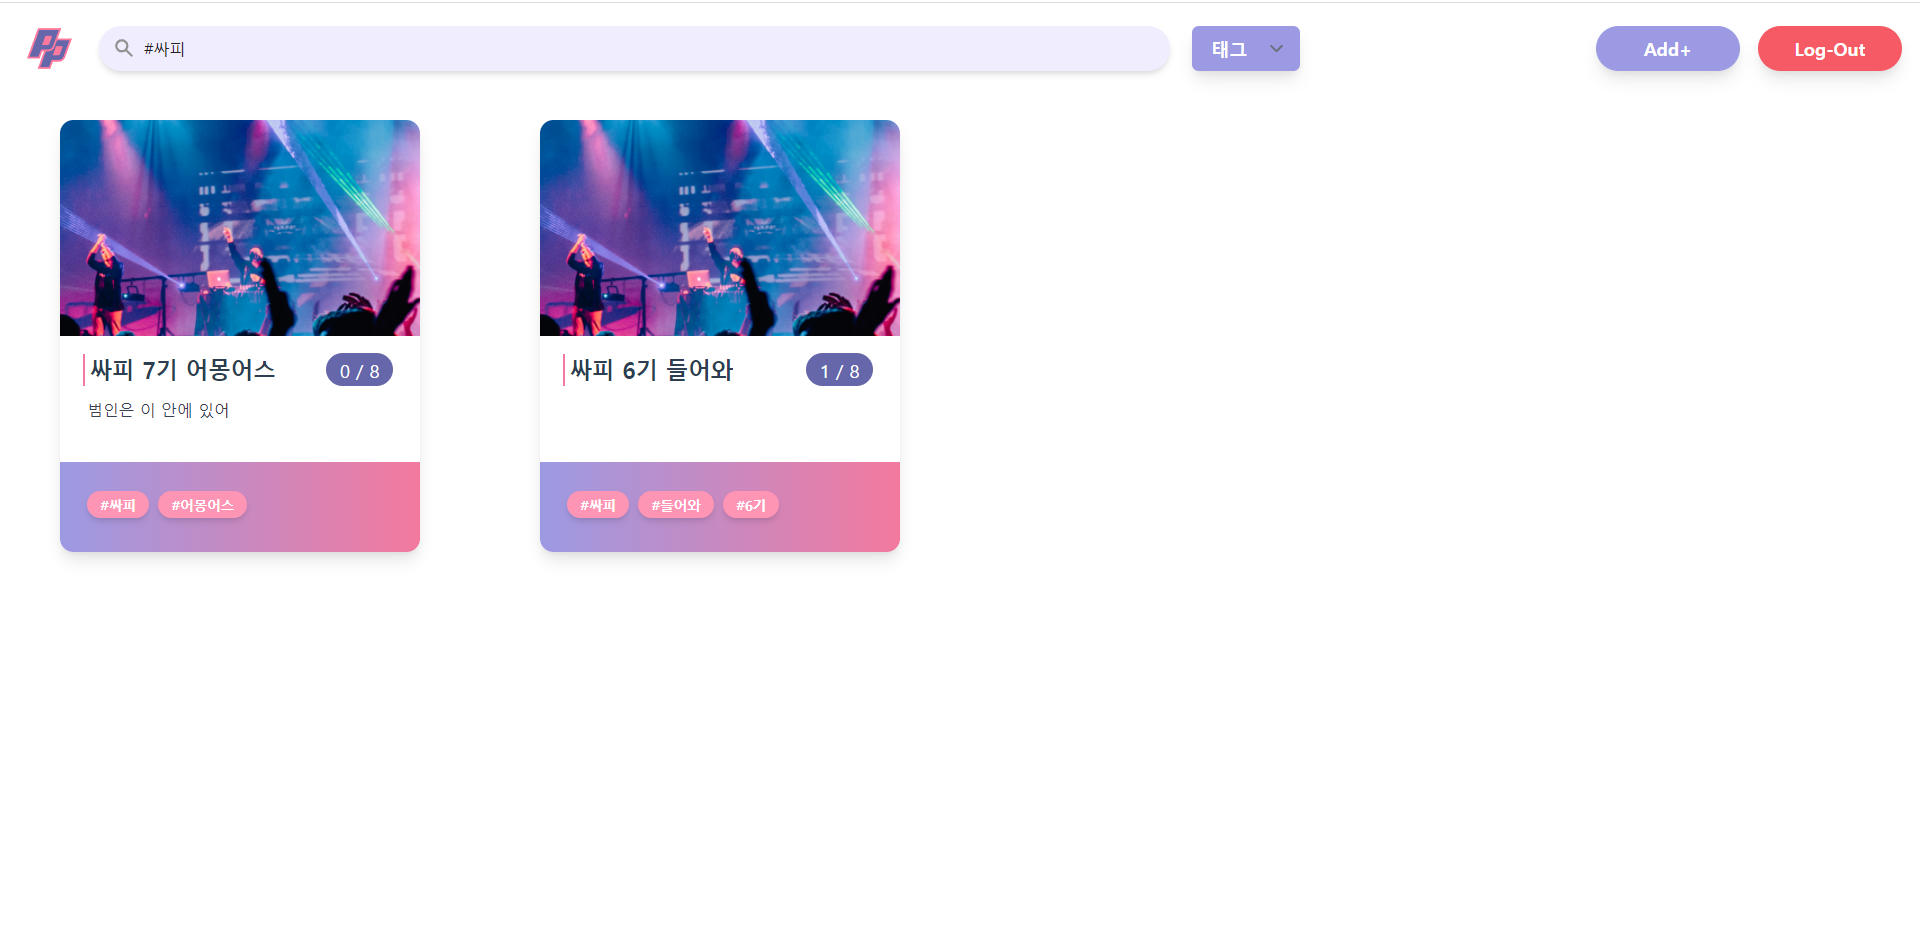 PP
#싸피
태그
Add+
Log-Out
싸피 7기 어몽어스
0 / 8
범인은 이 안에 있어
#싸피 #어몽어스
싸피 6기 들어와
1 / 8
#싸피 #들어와 #6기